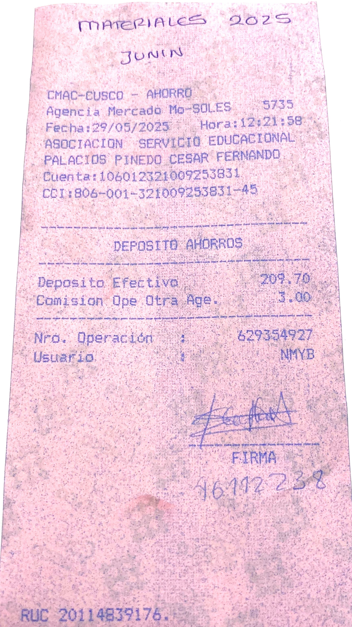 MATERIALES 2025
JUNIN
CMAC-CUSCO - AHORRO
Agencia Mercado Mo-SOLES 5735
Fecha:29/05/2025 Hora:12:21:58
ASOCIACION SERVICIO EDUCACIONAL
PALACIOS PINEDO CESAR FERNANDO
Cuenta:106012321009253831
CCI:806-001-321009253831-45
DEPOSITO AHORROS
Deposito Efectivo 209.70
Comision Ope Otra Age. 3.00
Nro. Operación : 629354927
Usuario : NMYB
FIRMA
16112238
RUC 20114839176.